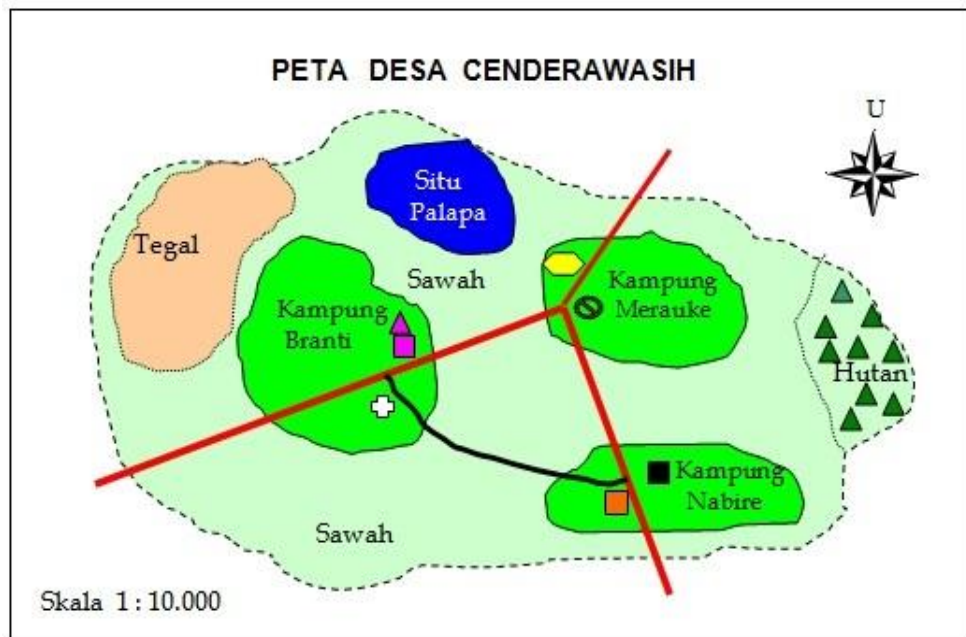 PETA DESA CENDERAWASIH
U
Situ
Palapa
Tegal
Sawah
Kampung
Merauke
Kampung
Branti
Hutan
Kampung
Nabire
Sawah
Skala 1 : 10.000